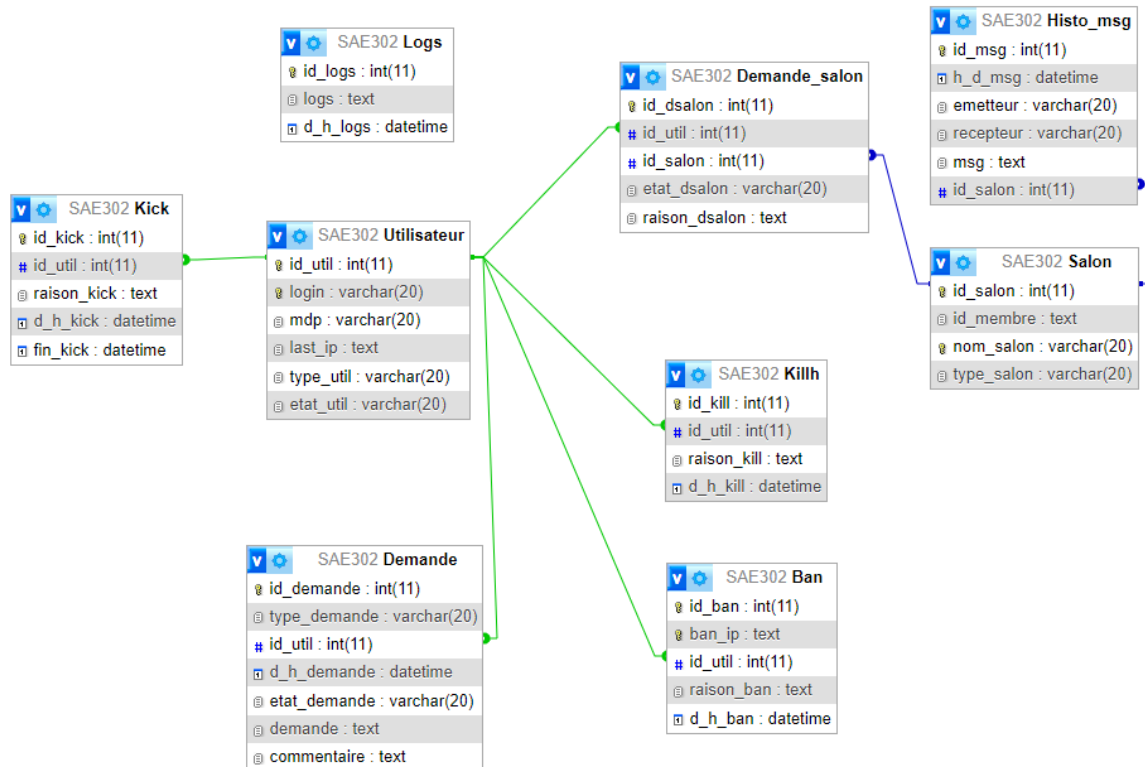 SAE302 Logs
id_logs : int(11)
logs : text
d_h_logs : datetime
SAE302 Demande_salon
id_dsalon : int(11)
# id_util : int(11)
# id_salon : int(11)
etat_dsalon : varchar(20)
raison_dsalon : text
SAE302 Histo_msg
id_msg : int(11)
h_d_msg : datetime
emetteur : varchar(20)
recepteur : varchar(20)
msg : text
# id_salon : int(11)
SAE302 Kick
id_kick : int(11)
# id_util : int(11)
raison_kick : text
d_h_kick : datetime
fin_kick : datetime
SAE302 Utilisateur
id_util : int(11)
login : varchar(20)
mdp : varchar(20)
last_ip : text
type_util : varchar(20)
etat_util : varchar(20)
SAE302 Salon
id_salon : int(11)
id_membre : text
nom_salon : varchar(20)
type_salon : varchar(20)
SAE302 Killh
id_kill : int(11)
# id_util : int(11)
raison_kill : text
d_h_kill : datetime
SAE302 Demande
id_demande : int(11)
type_demande : varchar(20)
# id_util : int(11)
d_h_demande : datetime
etat_demande : varchar(20)
demande : text
commentaire : text
SAE302 Ban
id_ban : int(11)
ban_ip : text
# id_util : int(11)
raison_ban : text
d_h_ban : datetime